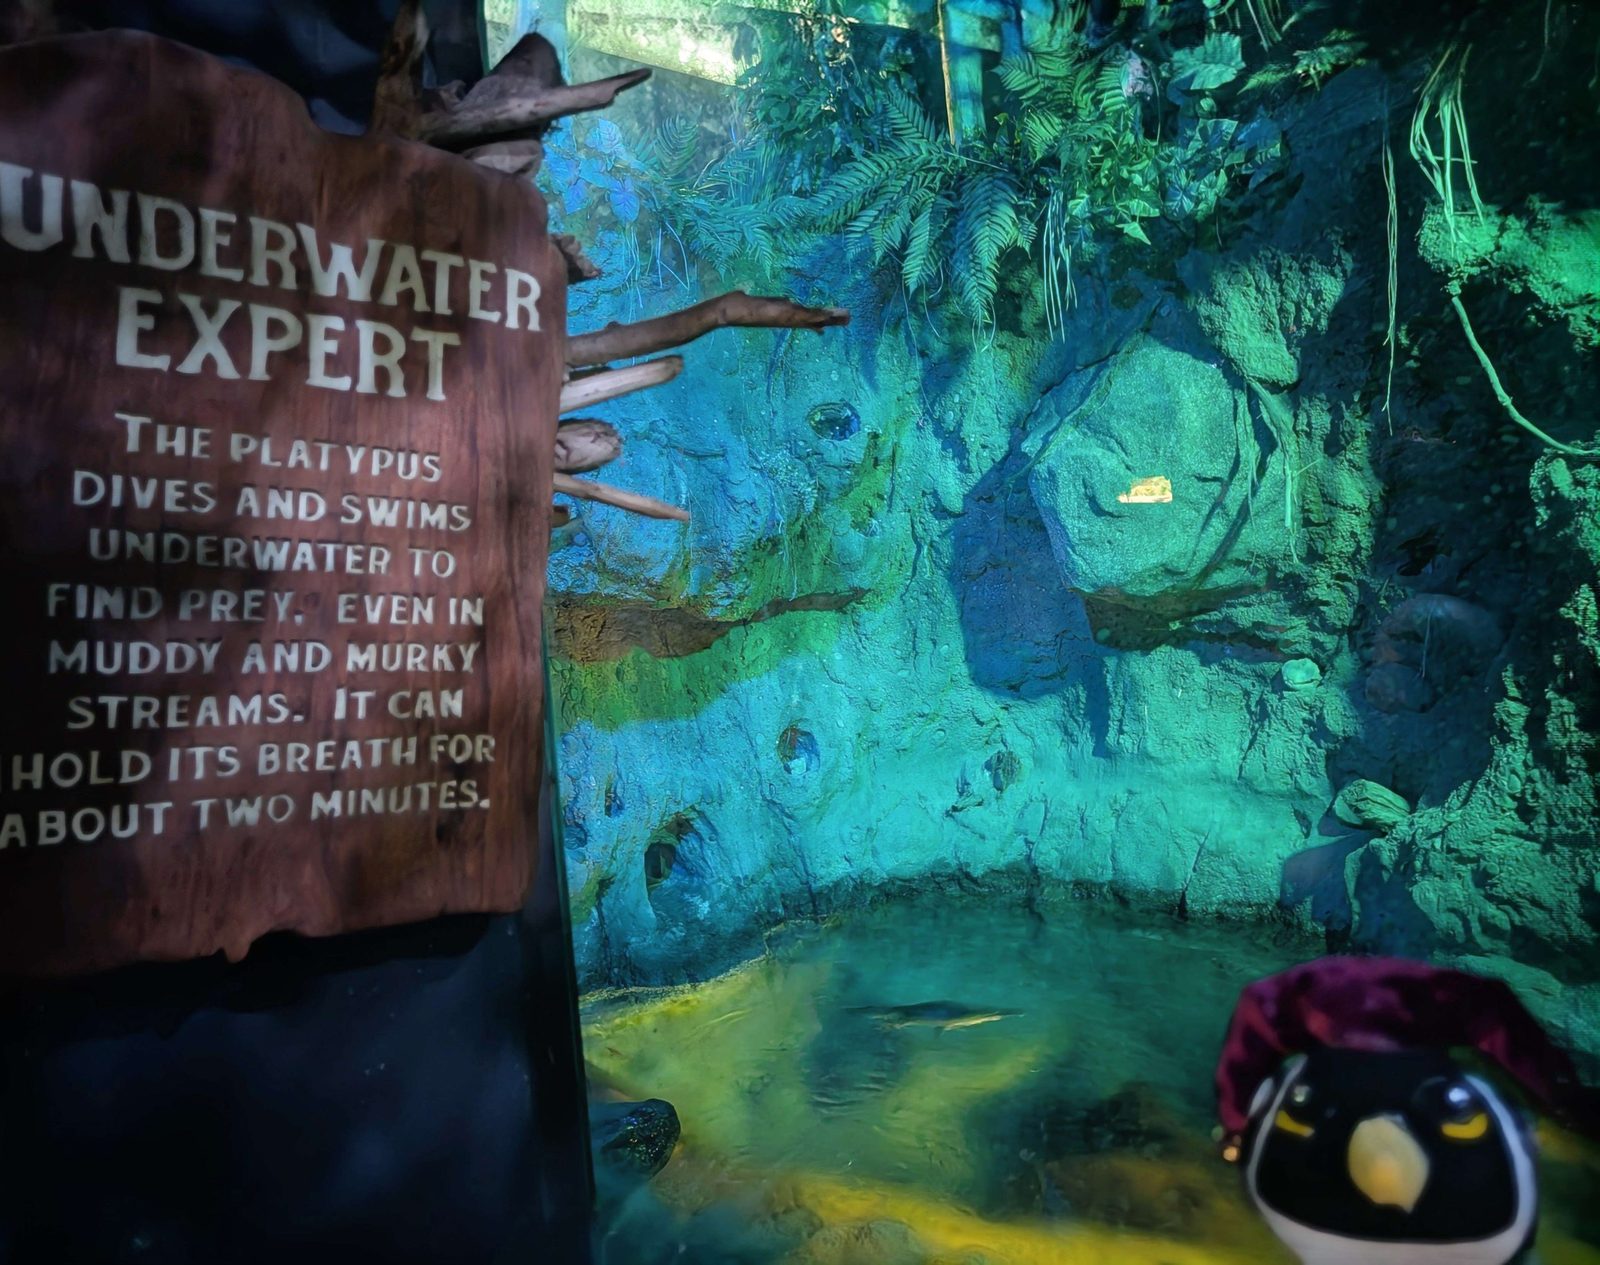 UNDERWATER
EXPERT
THE PLATYPUS
DIVES AND SWIMS
UNDERWATER TO
FIND PREY. EVEN IN
MUDDY AND MURKY
STREAMS. IT CAN
HOLD ITS BREATH FOR
ABOUT TWO MINUTES.